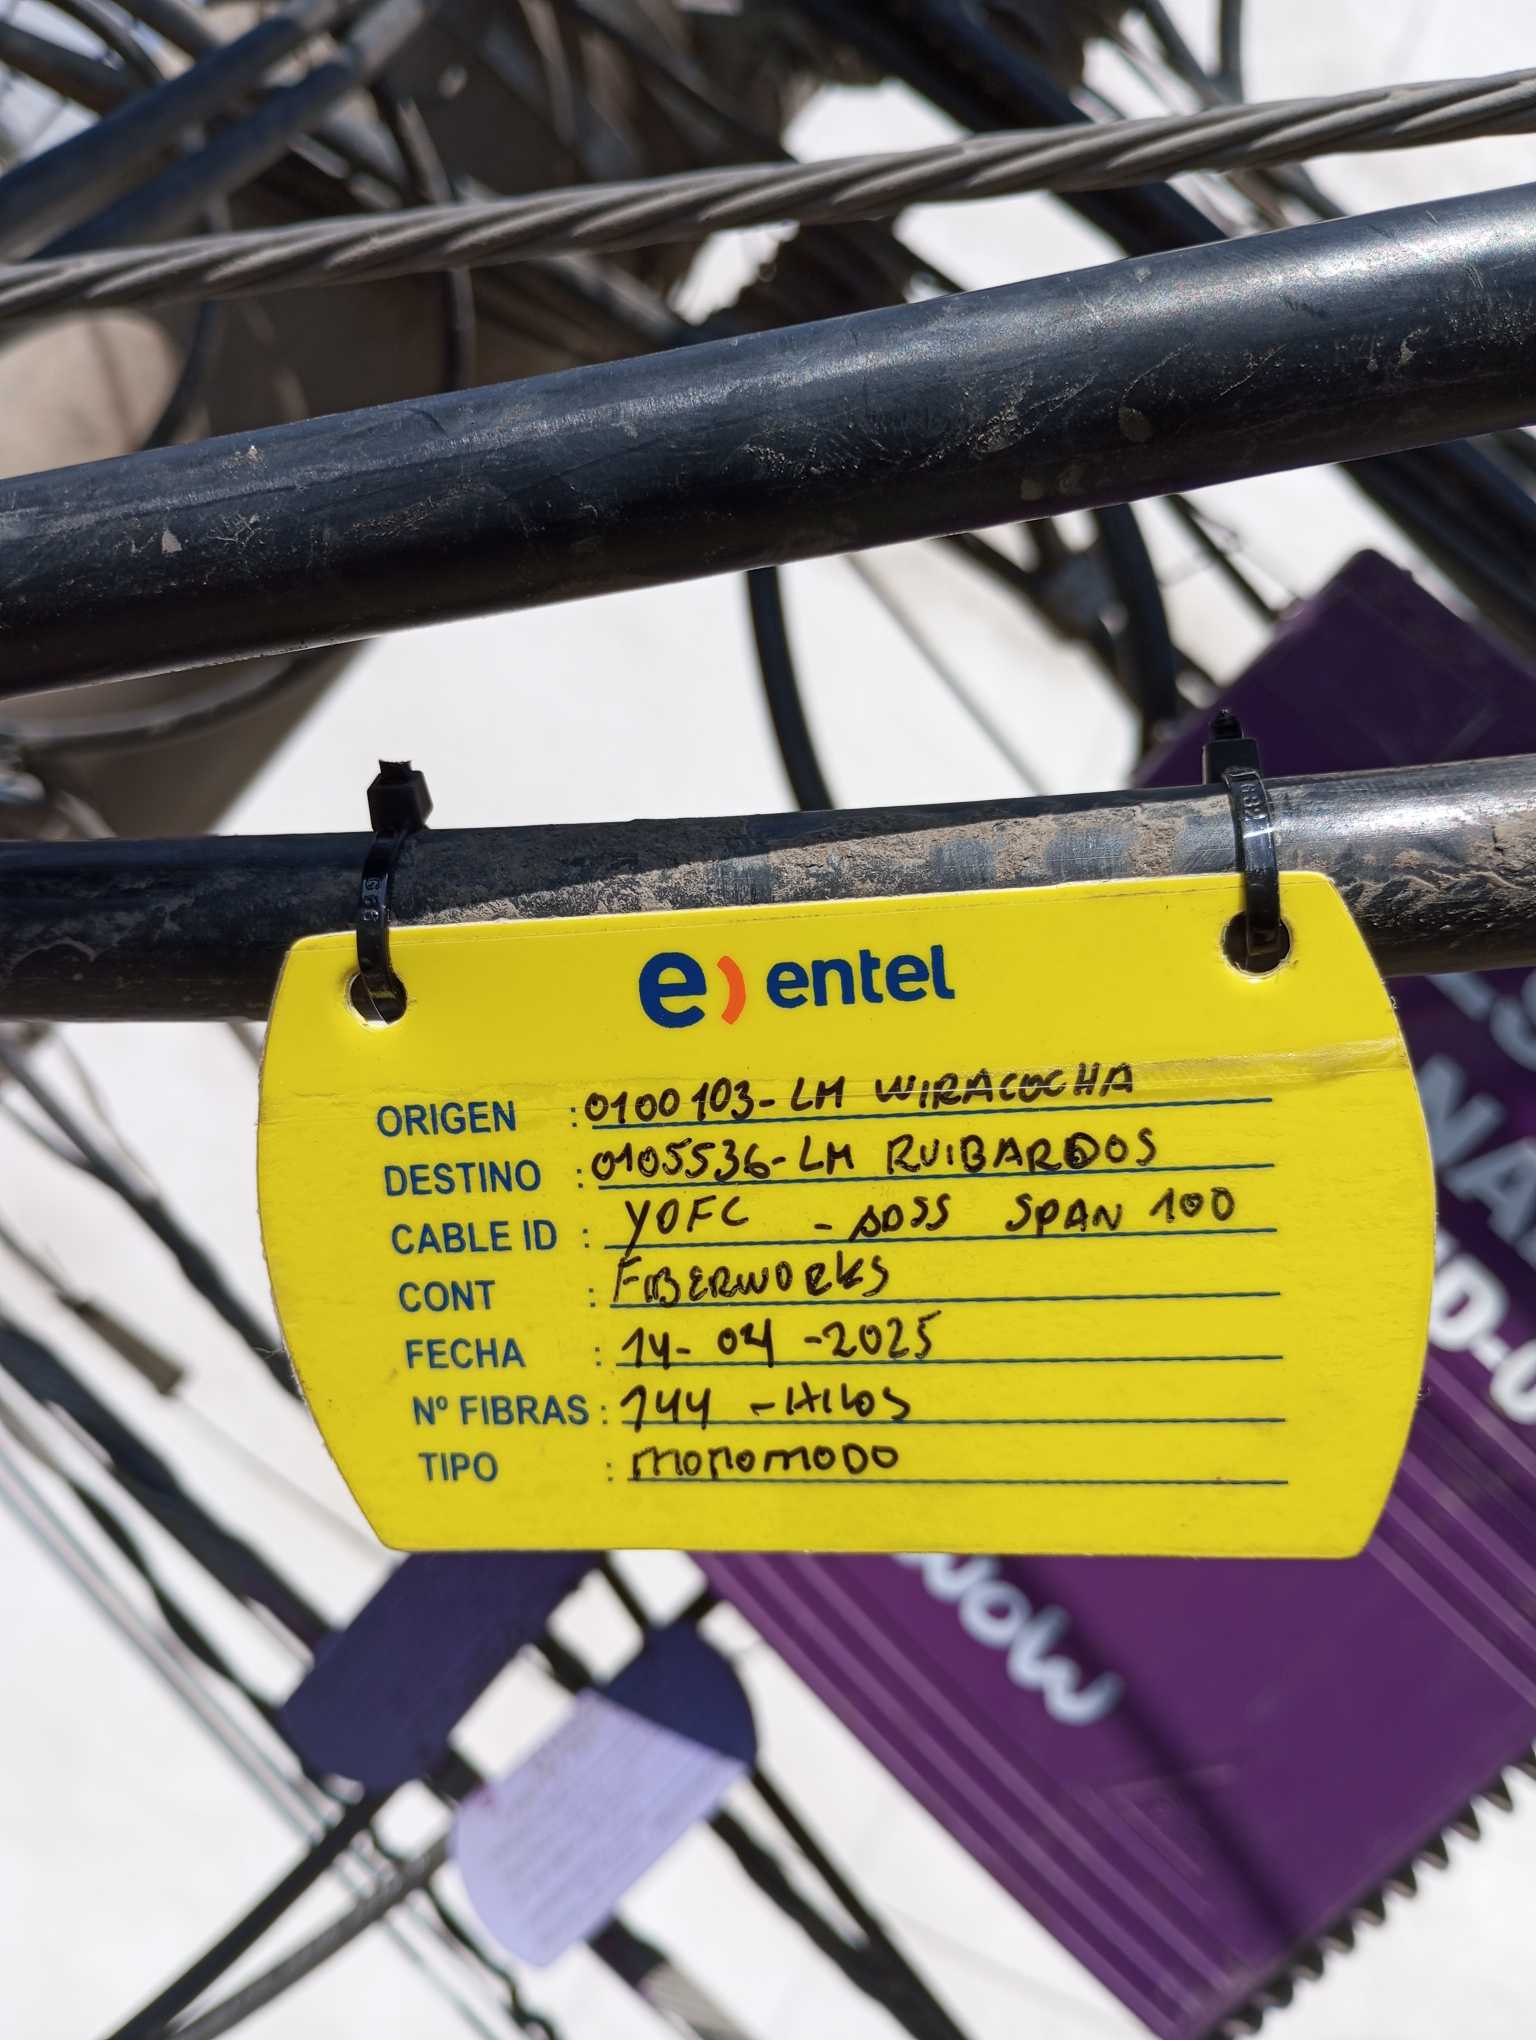 e) entel
ORIGEN : 0100103-LM WIRACOCHA
DESTINO : 0105536-LM RUIBARDOS
CABLE ID : YOFC - ADSS SPAN 100
CONT : FIBERWORKS
FECHA : 14-04-2025
Nº FIBRAS : 144 - HILOS
TIPO : MONOMODO